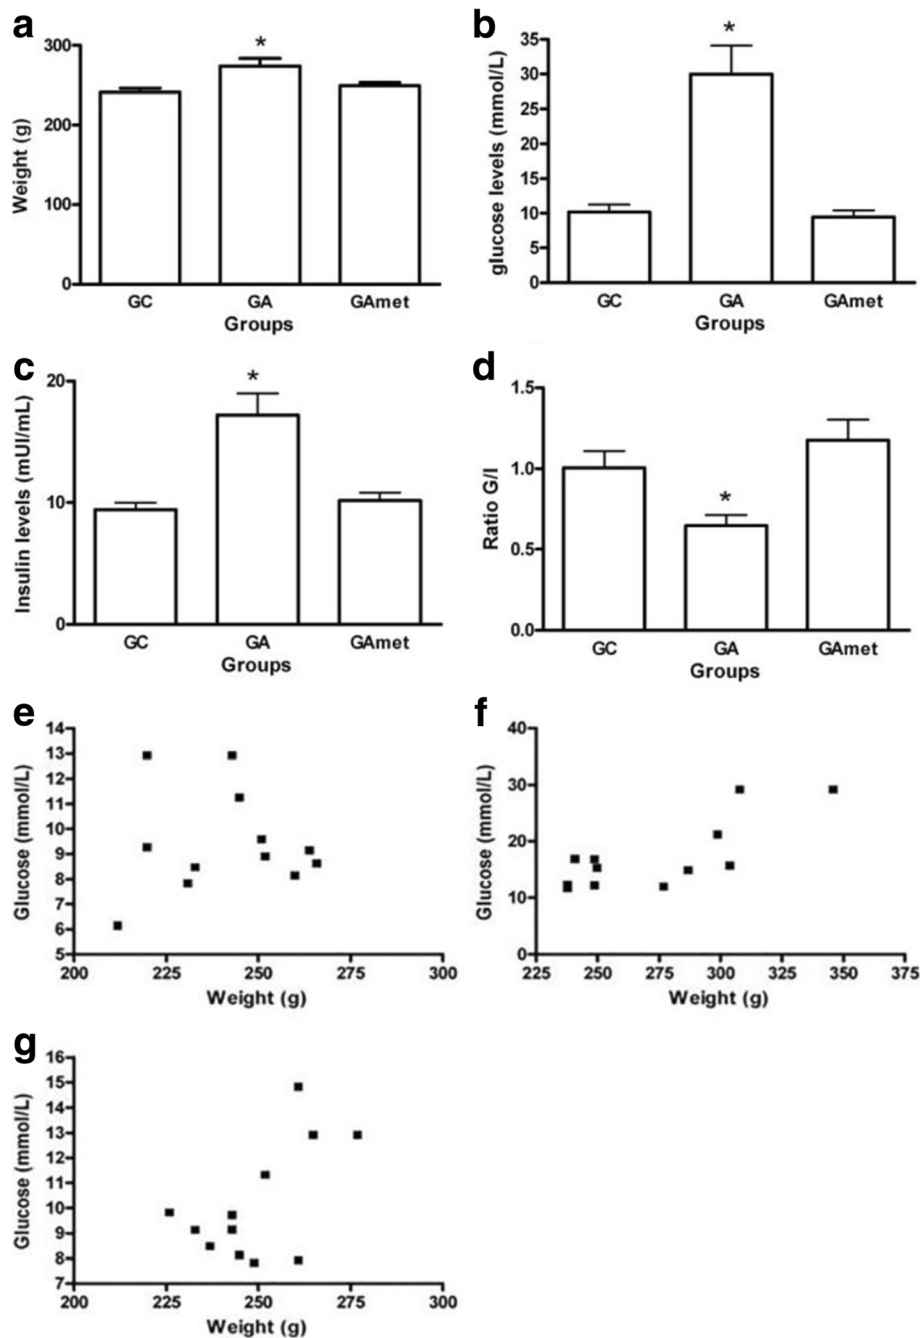 a
Weight (g)
300
200
100
0
*
GC GA GAmet
Groups
b
glucose levels (mmol/L)
35
30
25
20
15
10
5
0
*
GC GA GAmet
Groups
c
Insulin levels (mUI/mL)
20
10
0
*
GC GA GAmet
Groups
d
Ratio G/I
1.5
1.0
0.5
0.0
*
GC GA GAmet
Groups
e
Glucose (mmol/L)
14
13
12
11
10
9
8
7
6
5
200 225 250 275 300
Weight (g)
f
Glucose (mmol/L)
40
30
20
10
0
225 250 275 300 325 350 375
Weight (g)
g
Glucose (mmol/L)
16
15
14
13
12
11
10
9
8
7
200 225 250 275 300
Weight (g)